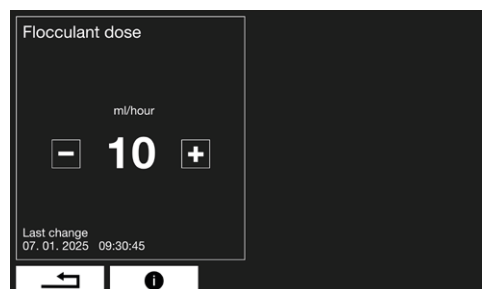 Flocculant dose
ml/hour
− 10 +
Last change
07. 01. 2025 09:30:45
i